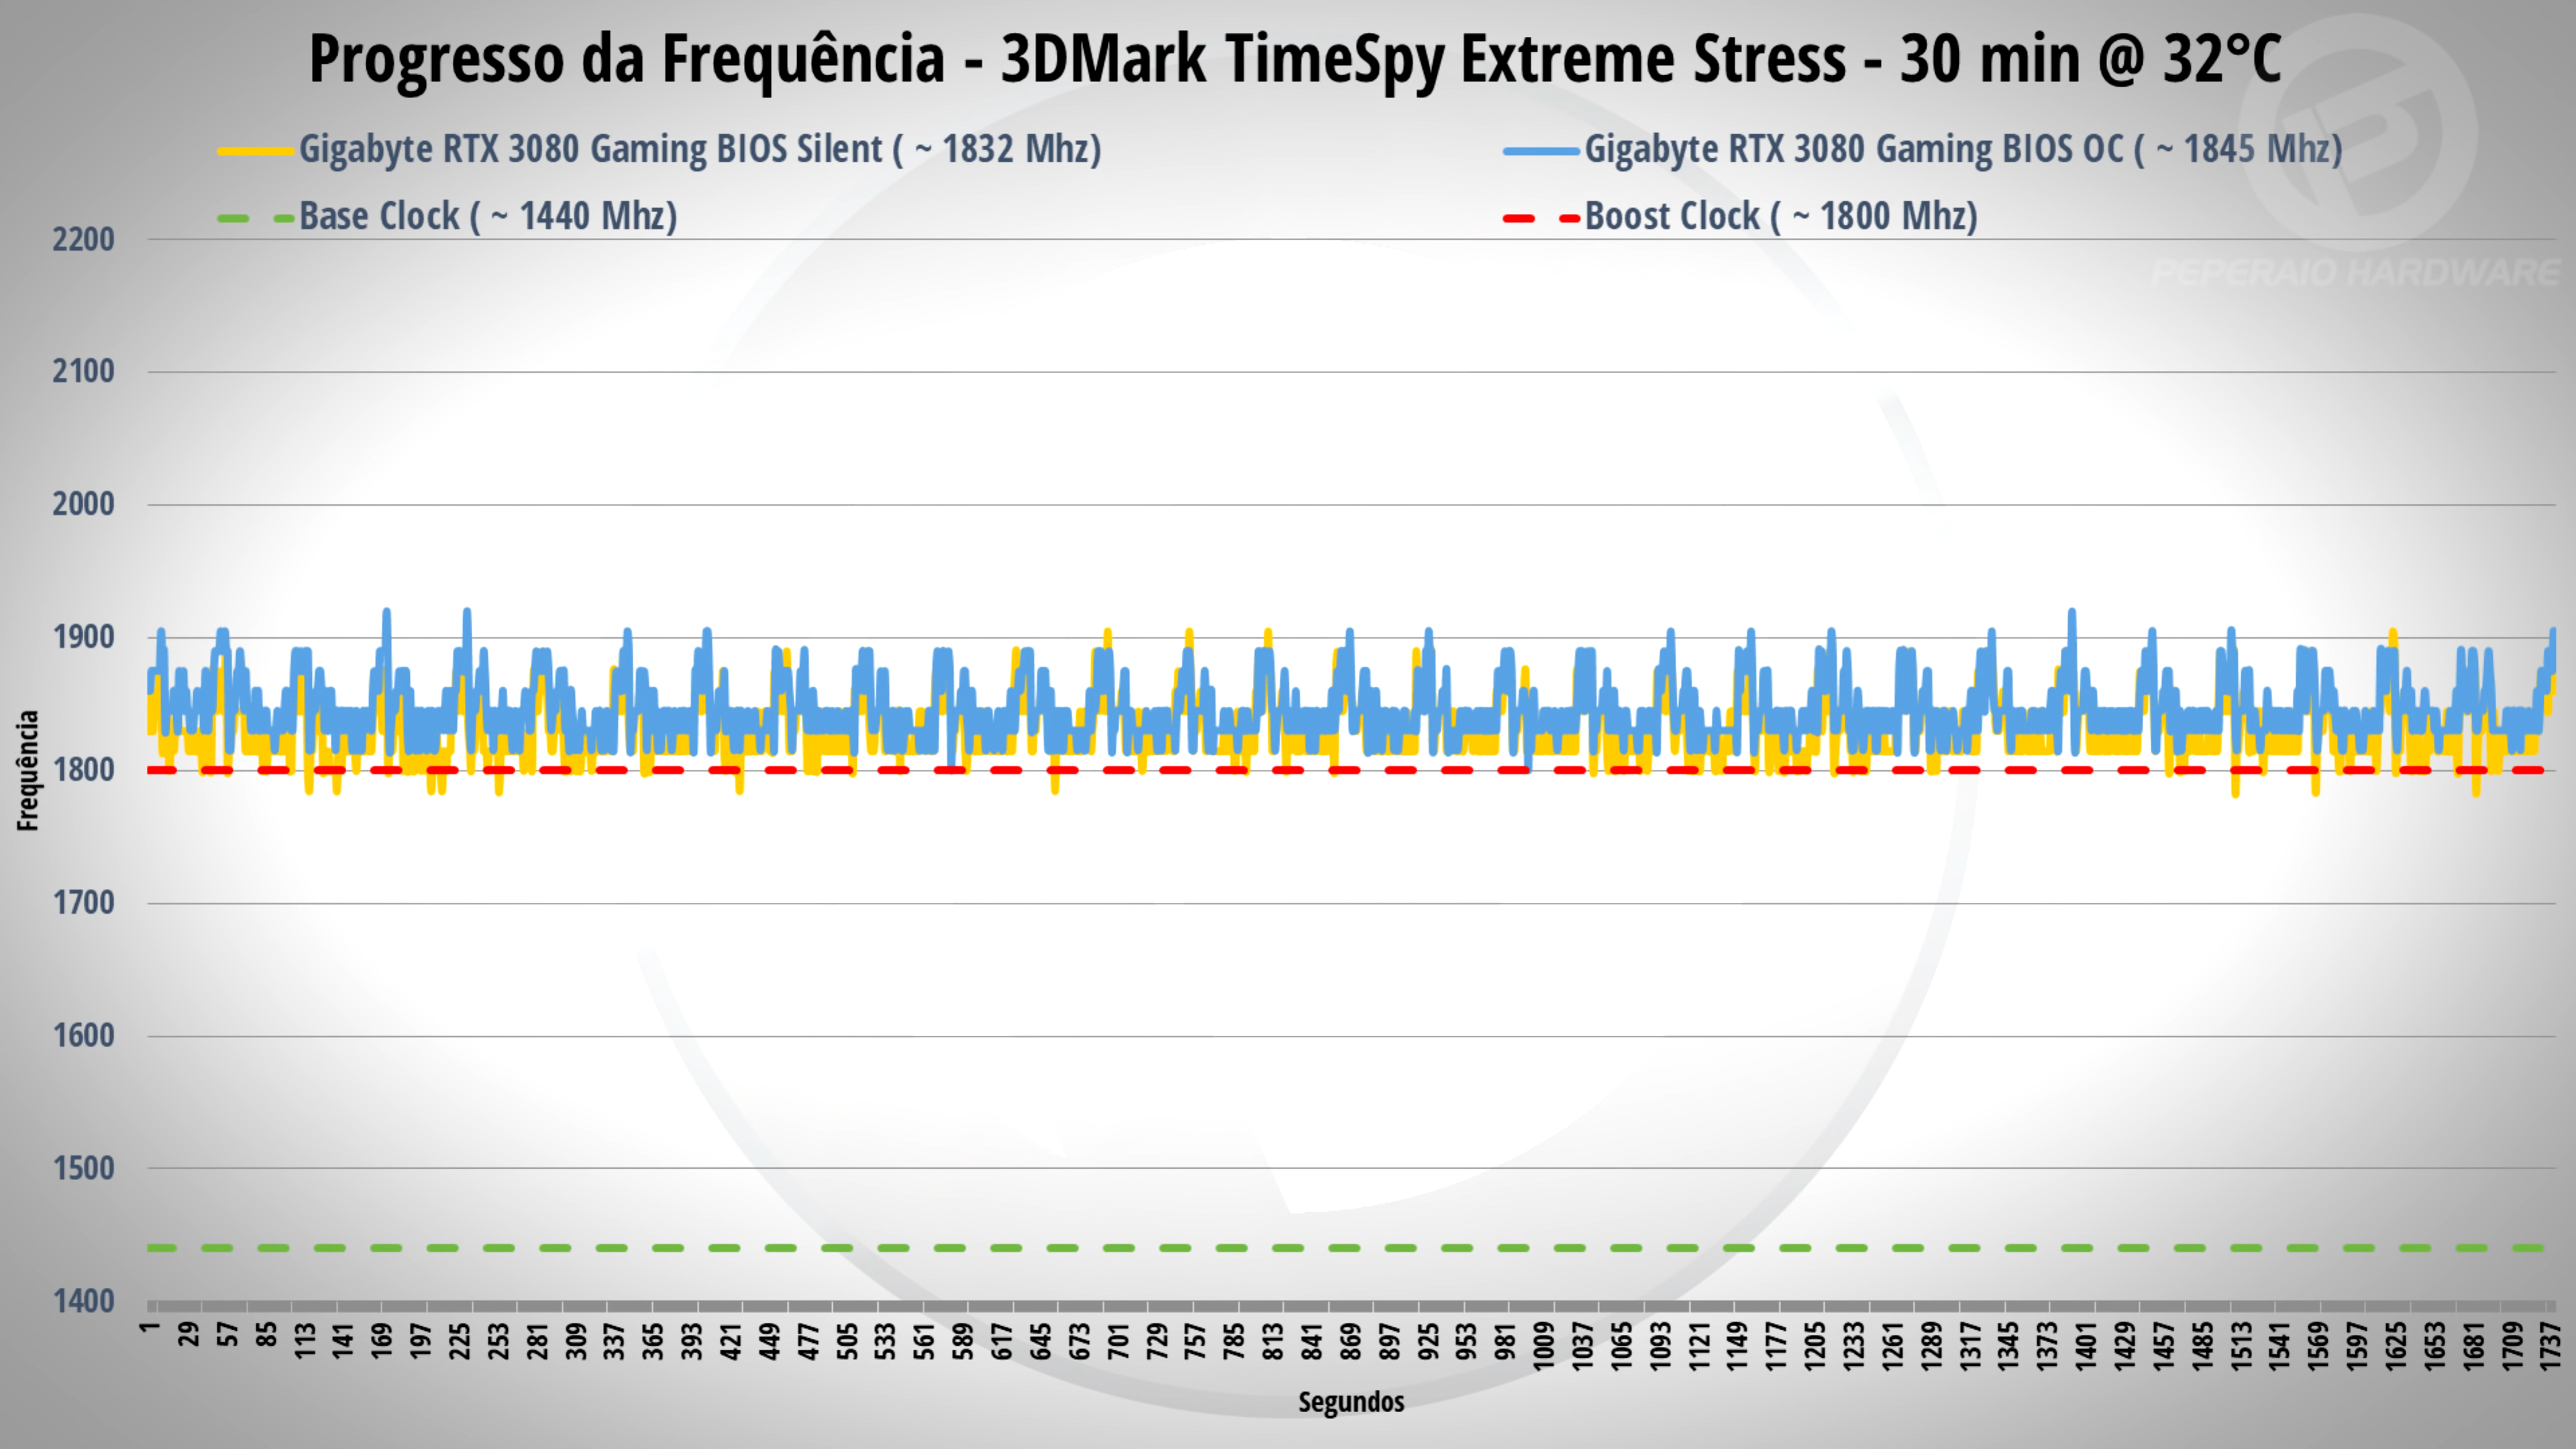 Progresso da Frequência - 3DMark TimeSpy Extreme Stress - 30 min @ 32°C
Gigabyte RTX 3080 Gaming BIOS Silent ( ~ 1832 Mhz)
Gigabyte RTX 3080 Gaming BIOS OC ( ~ 1845 Mhz)
Base Clock ( ~ 1440 Mhz)
Boost Clock ( ~ 1800 Mhz)
PEPERAIO HARDWARE
2200
2100
2000
1900
1800
1700
1600
1500
1400
Frequência
1 29 57 85 113 141 169 197 225 253 281 309 337 365 393 421 449 477 505 533 561 589 617 645 673 701 729 757 785 813 841 869 897 925 953 981 1009 1037 1065 1093 1121 1149 1177 1205 1233 1261 1289 1317 1345 1373 1401 1429 1457 1485 1513 1541 1569 1597 1625 1653 1681 1709 1737
Segundos